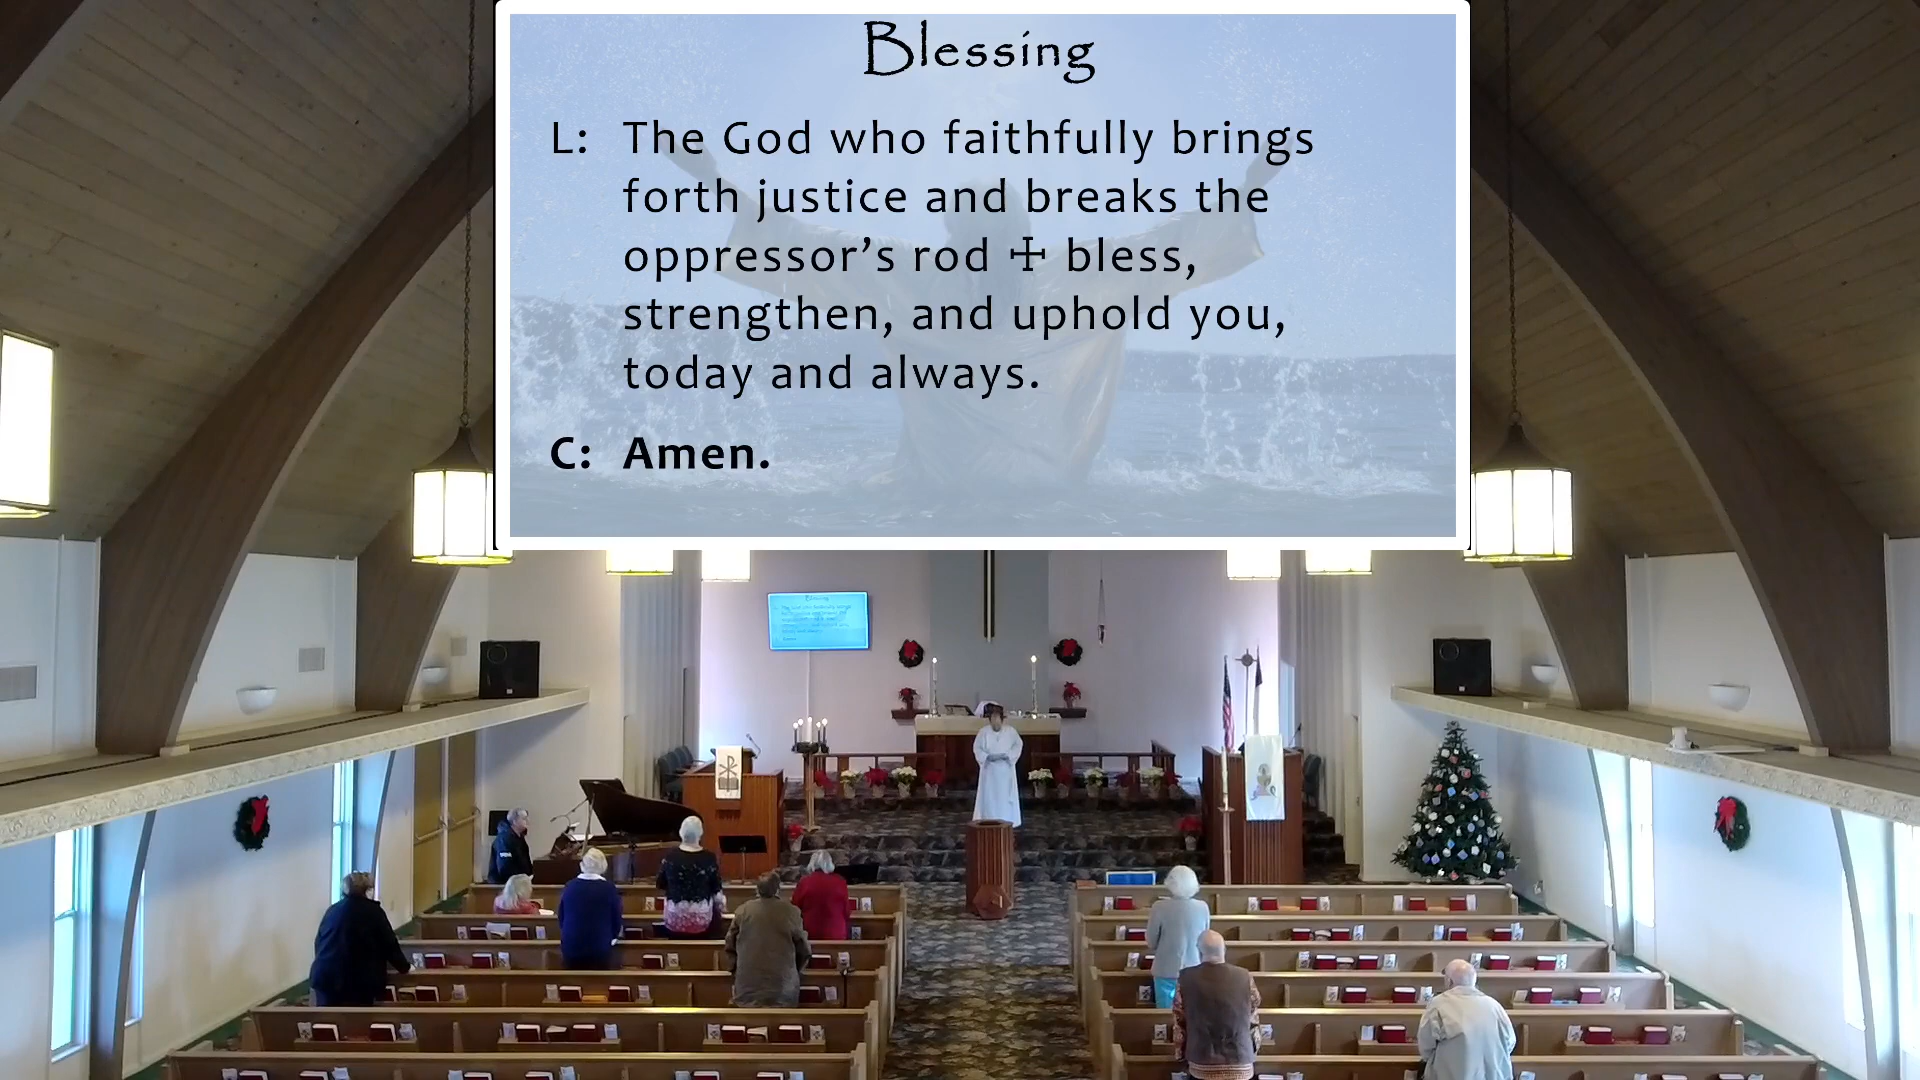 Blessing
L: The God who faithfully brings
forth justice and breaks the
oppressor’s rod ☩ bless,
strengthen, and uphold you,
today and always.
C: Amen.